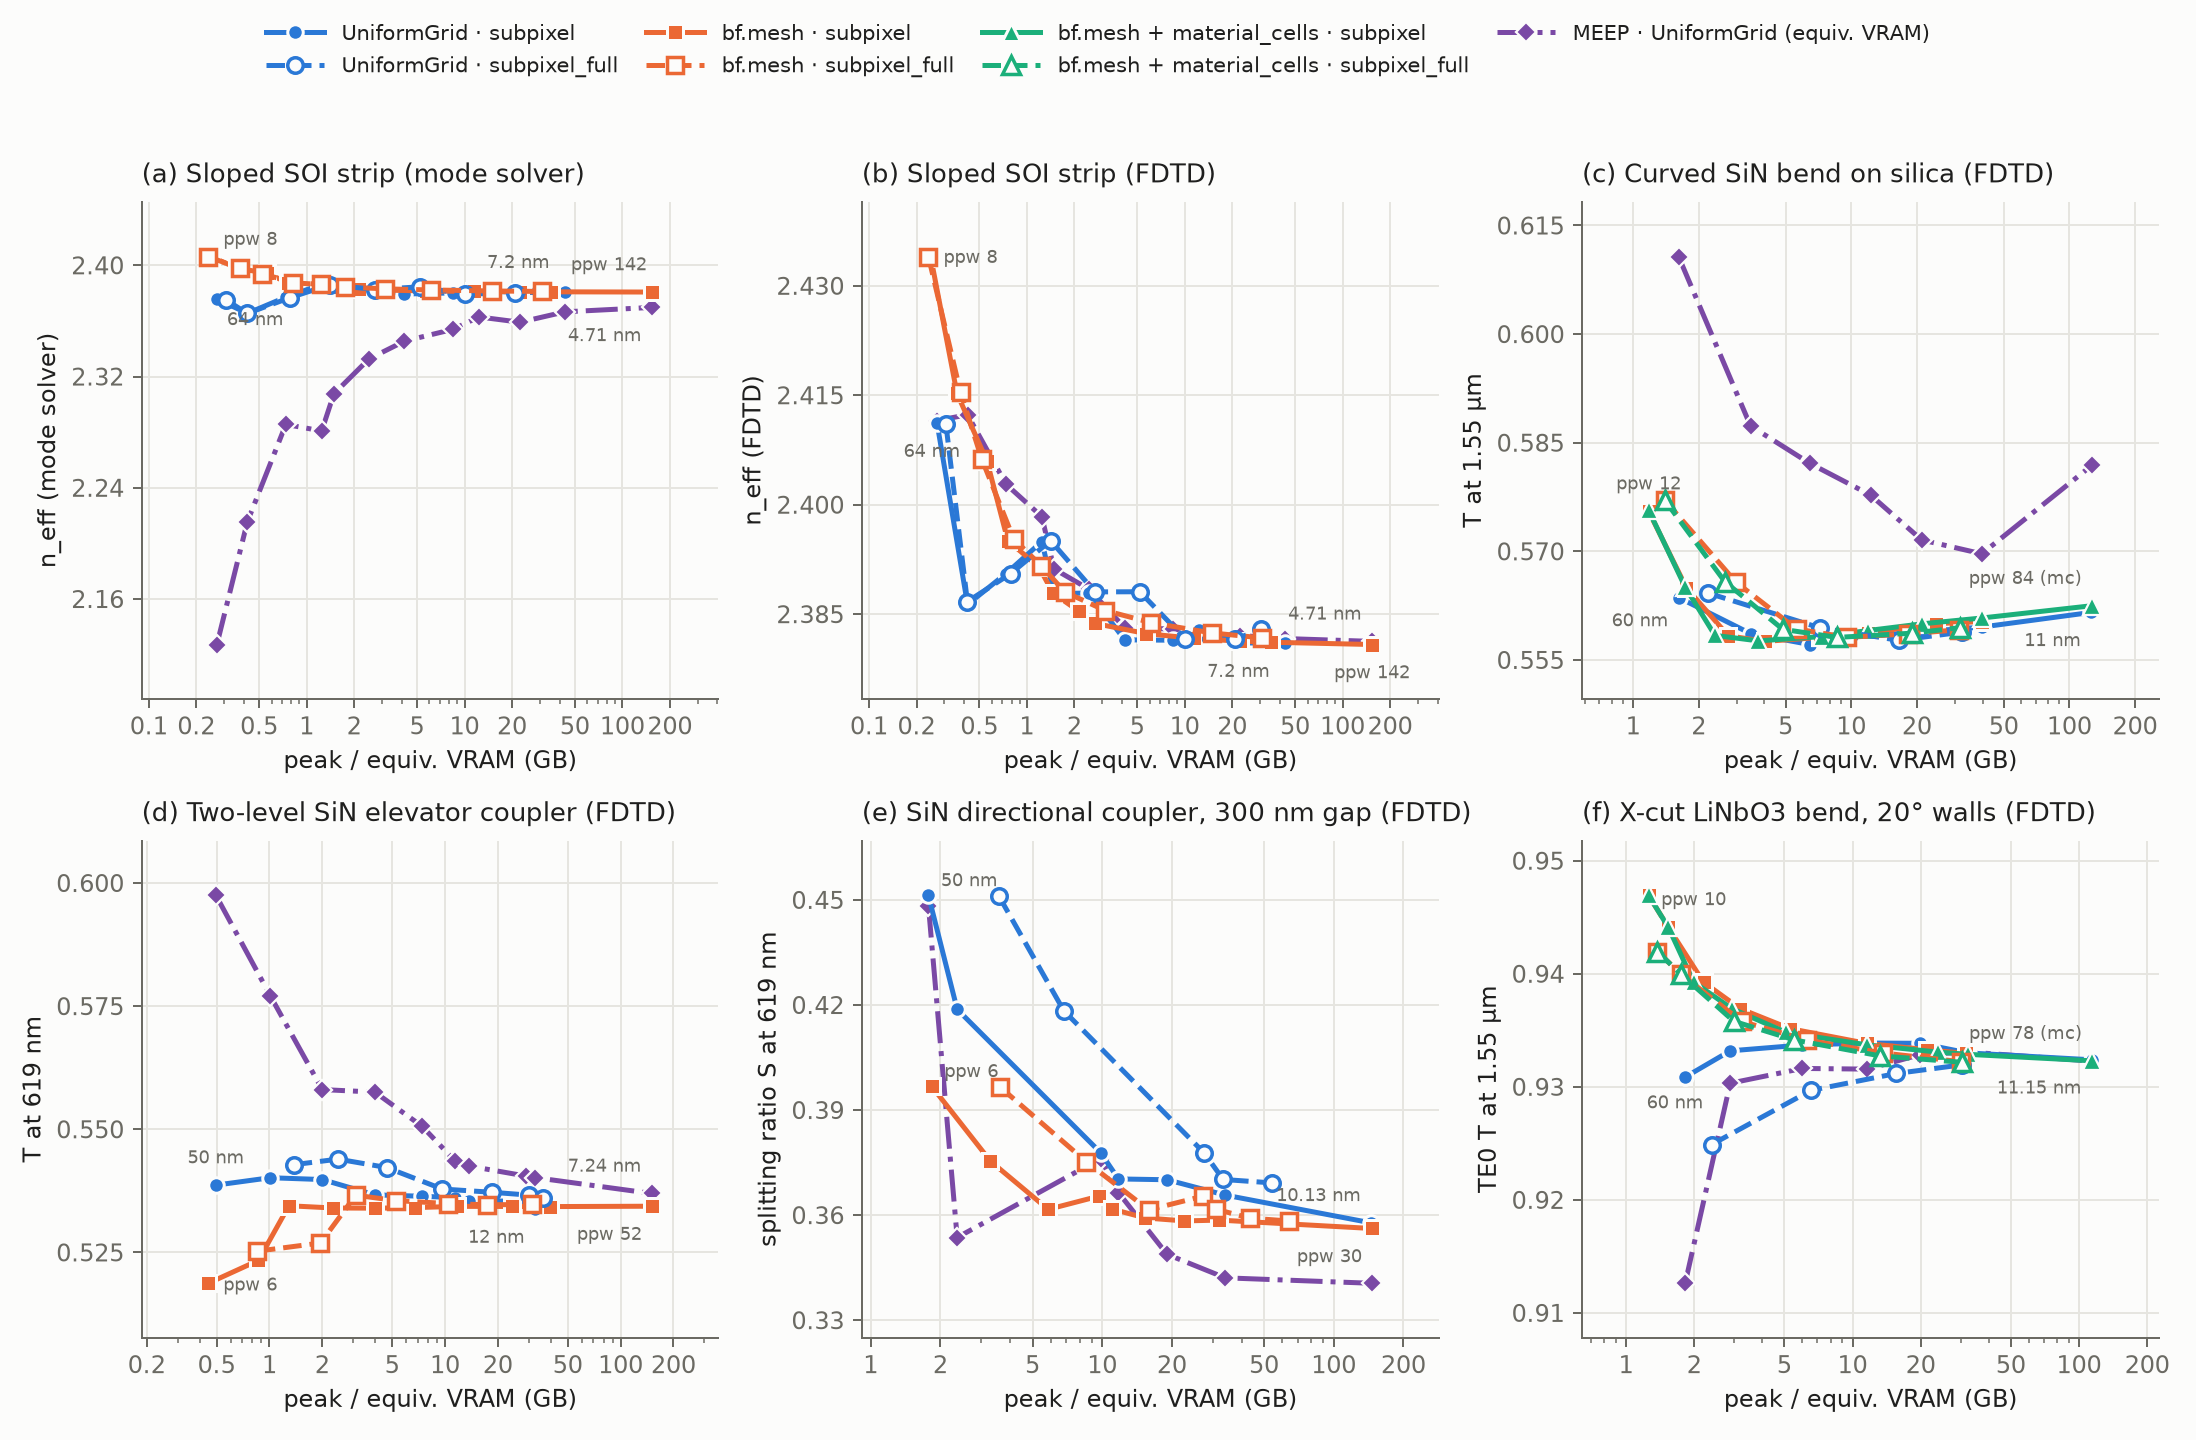 UniformGrid · subpixel
bf.mesh · subpixel
bf.mesh + material_cells · subpixel
MEEP · UniformGrid (equiv. VRAM)
UniformGrid · subpixel_full
bf.mesh · subpixel_full
bf.mesh + material_cells · subpixel_full
(a) Sloped SOI strip (mode solver)
n_eff (mode solver)
2.40
2.32
2.24
2.16
ppw 8
64 nm
7.2 nm
ppw 142
4.71 nm
0.1 0.2 0.5 1 2 5 10 20 50 100 200
peak / equiv. VRAM (GB)
(b) Sloped SOI strip (FDTD)
n_eff (FDTD)
2.430
2.415
2.400
2.385
ppw 8
64 nm
4.71 nm
7.2 nm
ppw 142
0.1 0.2 0.5 1 2 5 10 20 50 100 200
peak / equiv. VRAM (GB)
(c) Curved SiN bend on silica (FDTD)
T at 1.55 µm
0.615
0.600
0.585
0.570
0.555
ppw 12
60 nm
ppw 84 (mc)
11 nm
1 2 5 10 20 50 100 200
peak / equiv. VRAM (GB)
(d) Two-level SiN elevator coupler (FDTD)
T at 619 nm
0.600
0.575
0.550
0.525
50 nm
ppw 6
7.24 nm
12 nm
ppw 52
0.2 0.5 1 2 5 10 20 50 100 200
peak / equiv. VRAM (GB)
(e) SiN directional coupler, 300 nm gap (FDTD)
splitting ratio S at 619 nm
0.45
0.42
0.39
0.36
0.33
50 nm
ppw 6
10.13 nm
ppw 30
1 2 5 10 20 50 100 200
peak / equiv. VRAM (GB)
(f) X-cut LiNbO3 bend, 20° walls (FDTD)
TE0 T at 1.55 µm
0.95
0.94
0.93
0.92
0.91
ppw 10
60 nm
ppw 78 (mc)
11.15 nm
1 2 5 10 20 50 100 200
peak / equiv. VRAM (GB)